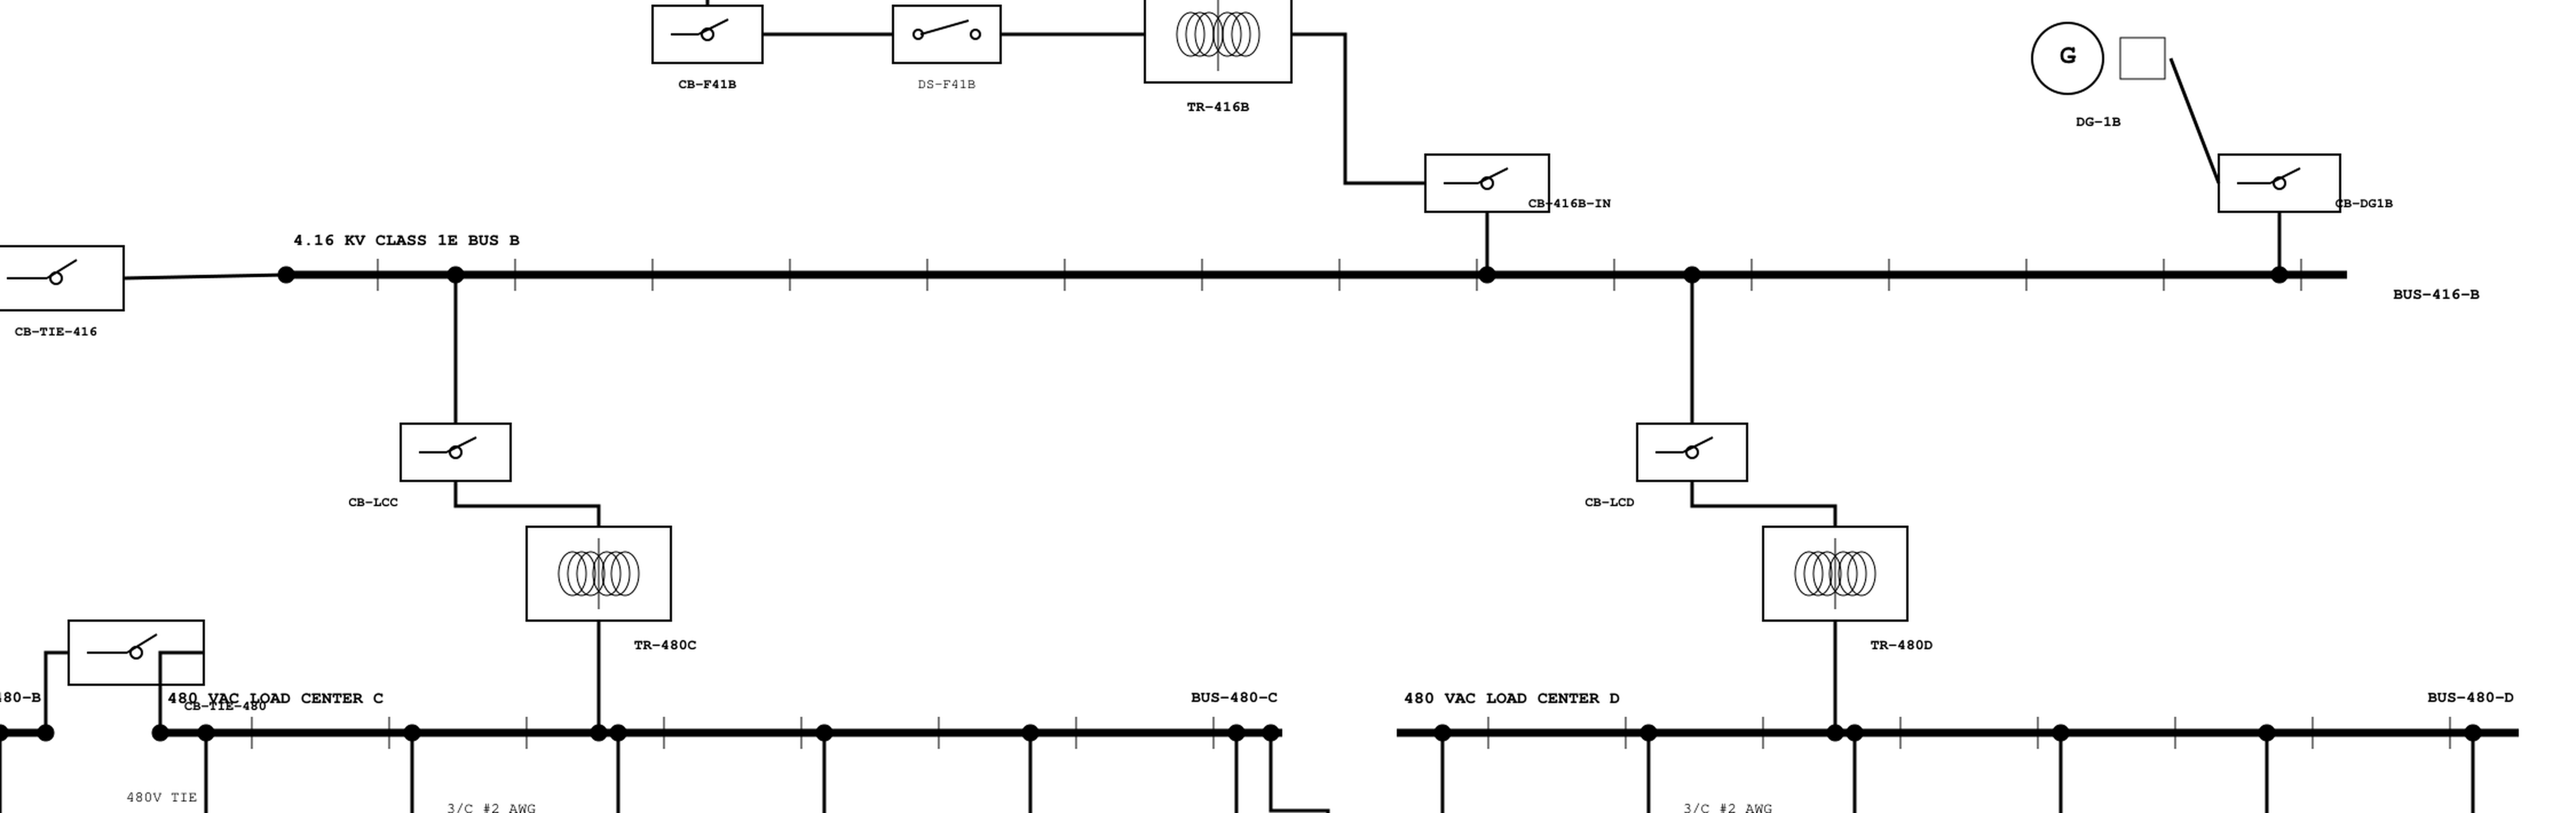 G
CB-F41B
DS-F41B
TR-416B
DG-1B
CB-416B-IN
CB-DG1B
4.16 KV CLASS 1E BUS B
BUS-416-B
CB-TIE-416
CB-LCC
CB-LCD
TR-480C
TR-480D
80-B
480 VAC LOAD CENTER C
CB-TIE-480
BUS-480-C
480 VAC LOAD CENTER D
BUS-480-D
480V TIE
3/C #2 AWG
3/C #2 AWG